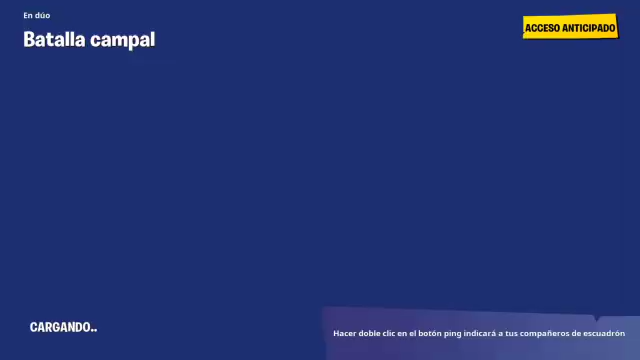 En dúo
Batalla campal
ACCESO ANTICIPADO
CARGANDO..
Hacer doble clic en el botón ping indicará a tus compañeros de escuadrón